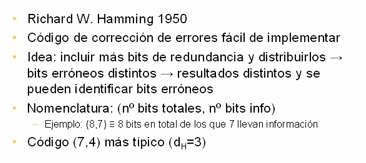 • Richard W. Hamming 1950
• Código de corrección de errores fácil de implementar
• Idea: incluir más bits de redundancia y distribuirlos →
bits erróneos distintos → resultados distintos y se
pueden identificar bits erróneos
• Nomenclatura: (nº bits totales, nº bits info)
– Ejemplo: (8,7) ≡ 8 bits en total de los que 7 llevan información
• Código (7,4) más típico (dH=3)